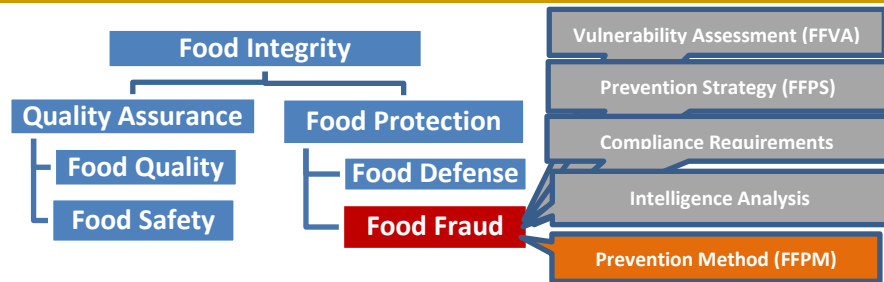 Food Integrity
Quality Assurance
Food Quality
Food Safety
Food Protection
Food Defense
Food Fraud
Vulnerability Assessment (FFVA)
Prevention Strategy (FFPS)
Compliance Requirements
Intelligence Analysis
Prevention Method (FFPM)